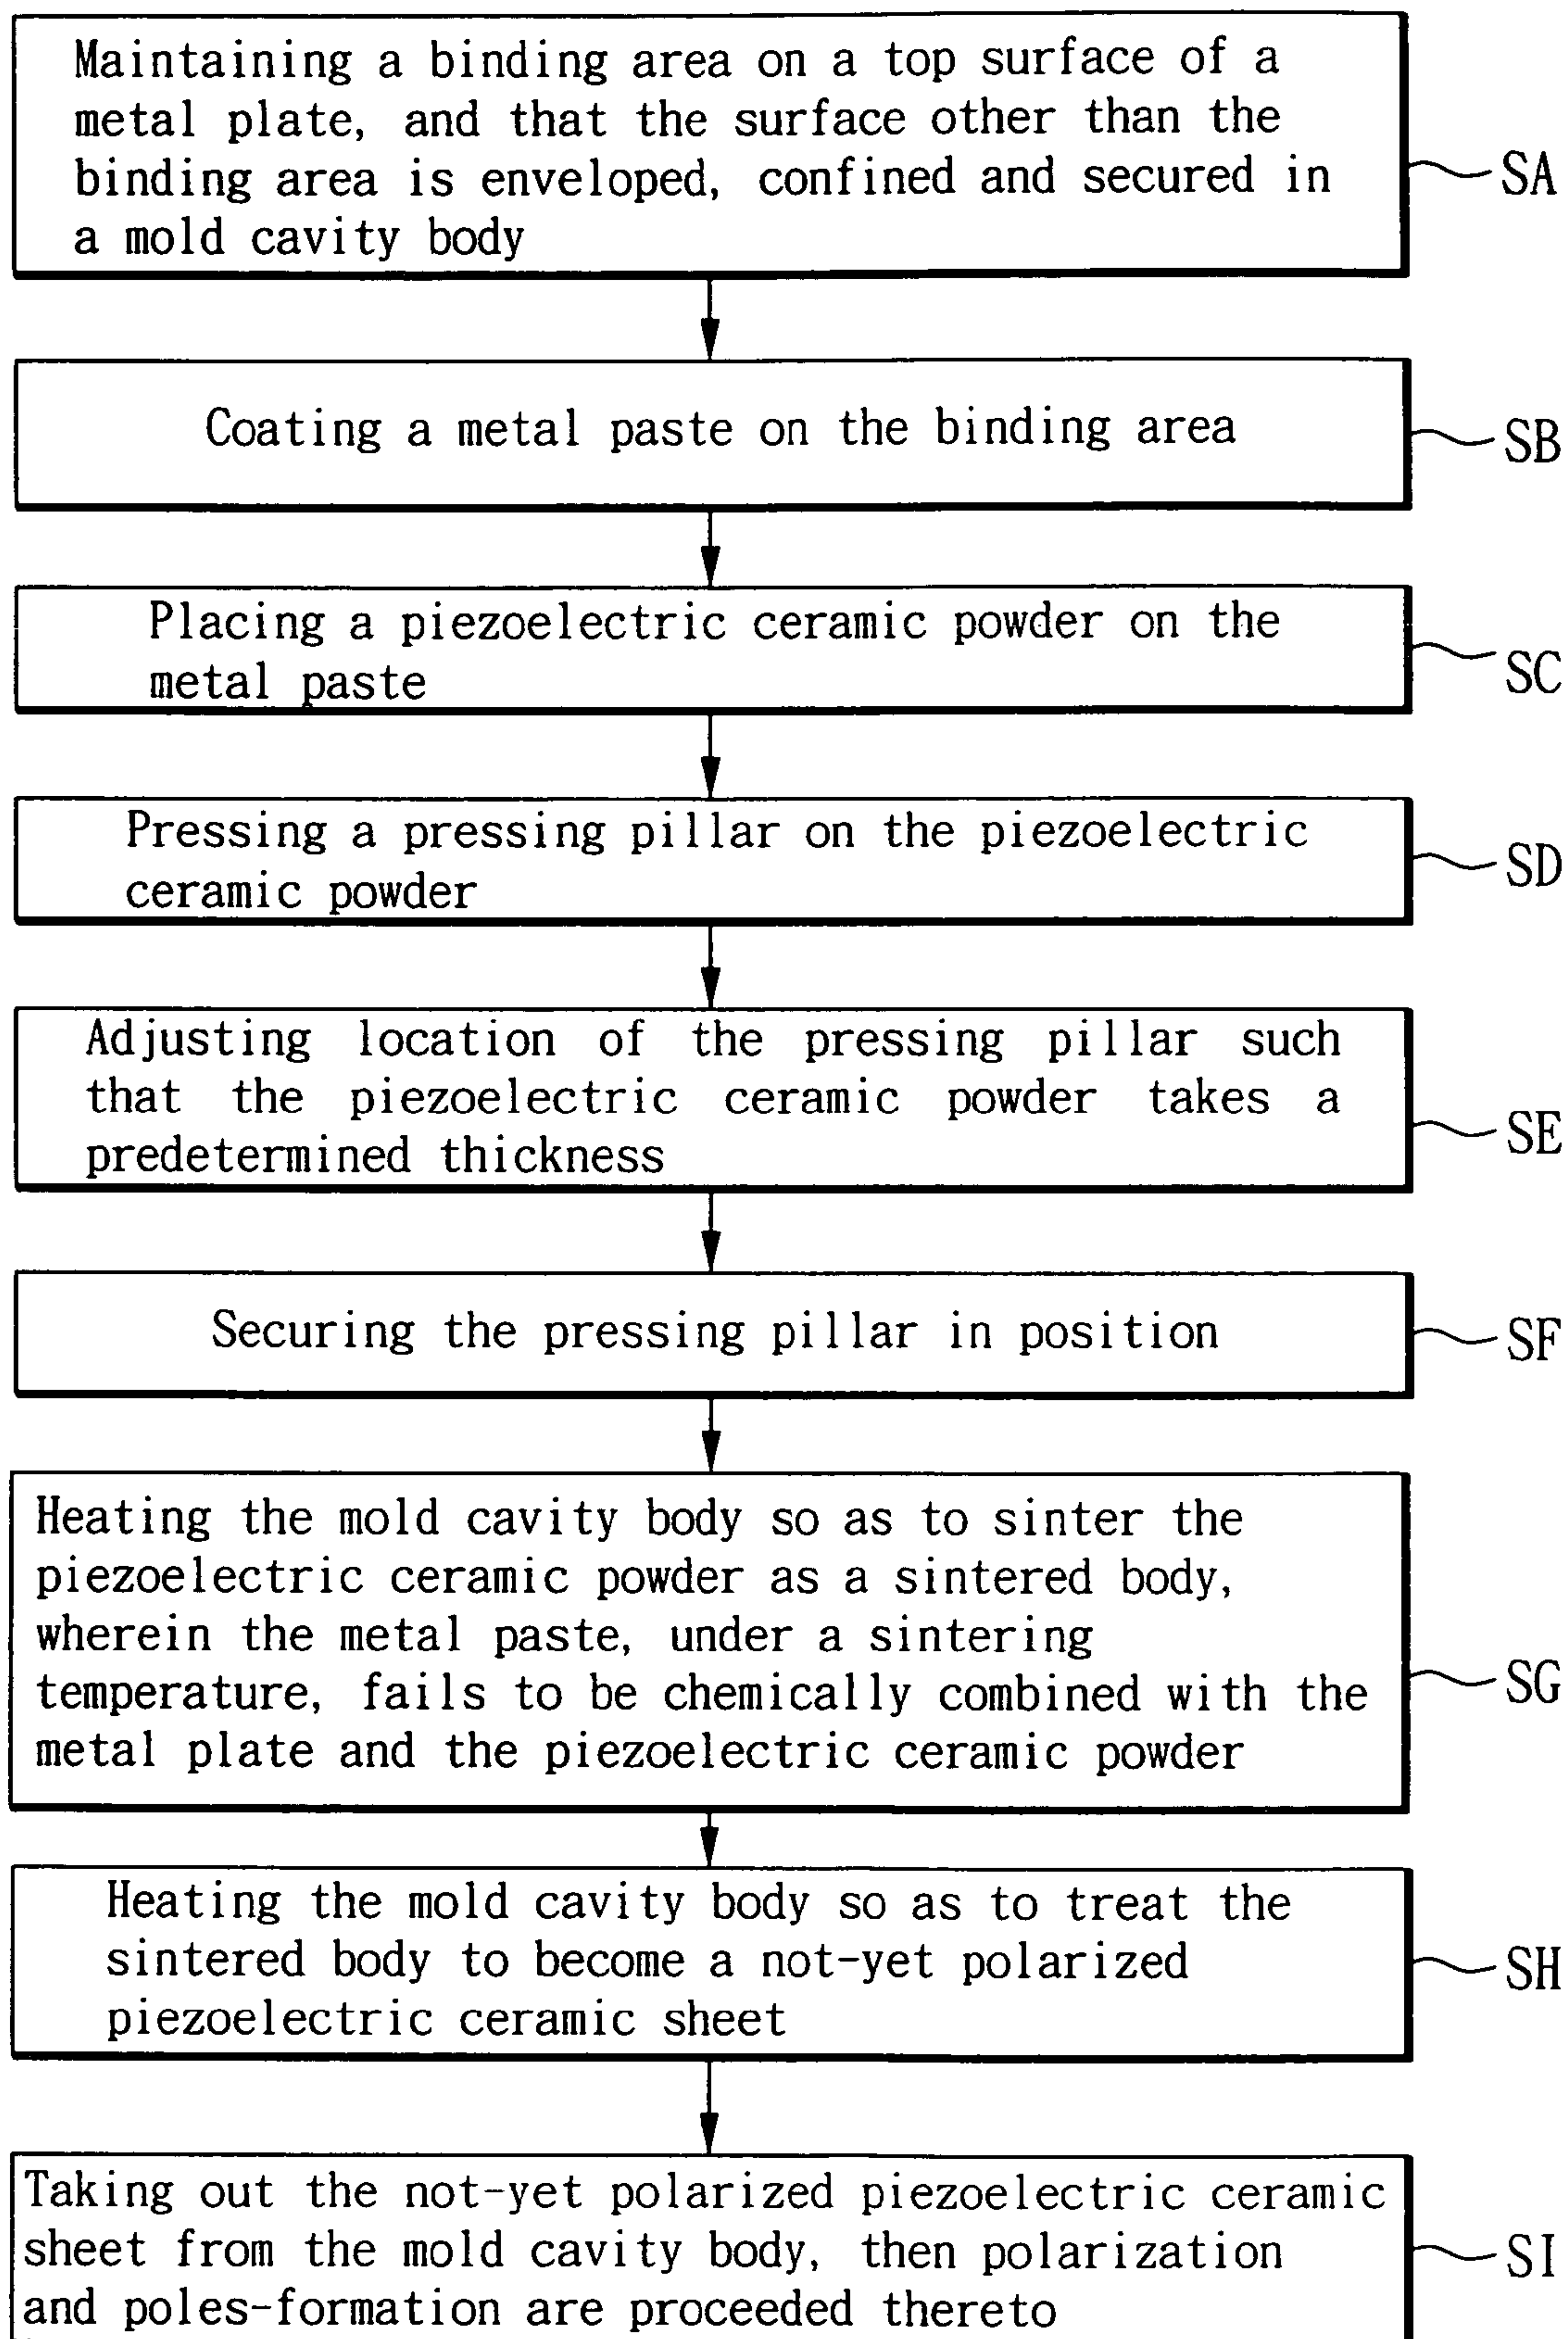 Maintaining a binding area on a top surface of a
metal plate, and that the surface other than the
binding area is enveloped, confined and secured in
a mold cavity body
SA
Coating a metal paste on the binding area
SB
Placing a piezoelectric ceramic powder on the
metal paste
SC
Pressing a pressing pillar on the piezoelectric
ceramic powder
SD
Adjusting location of the pressing pillar such
that the piezoelectric ceramic powder takes a
predetermined thickness
SE
Securing the pressing pillar in position
SF
Heating the mold cavity body so as to sinter the
piezoelectric ceramic powder as a sintered body,
wherein the metal paste, under a sintering
temperature, fails to be chemically combined with the
metal plate and the piezoelectric ceramic powder
SG
Heating the mold cavity body so as to treat the
sintered body to become a not-yet polarized
piezoelectric ceramic sheet
SH
Taking out the not-yet polarized piezoelectric ceramic
sheet from the mold cavity body, then polarization
and poles-formation are proceeded thereto
SI